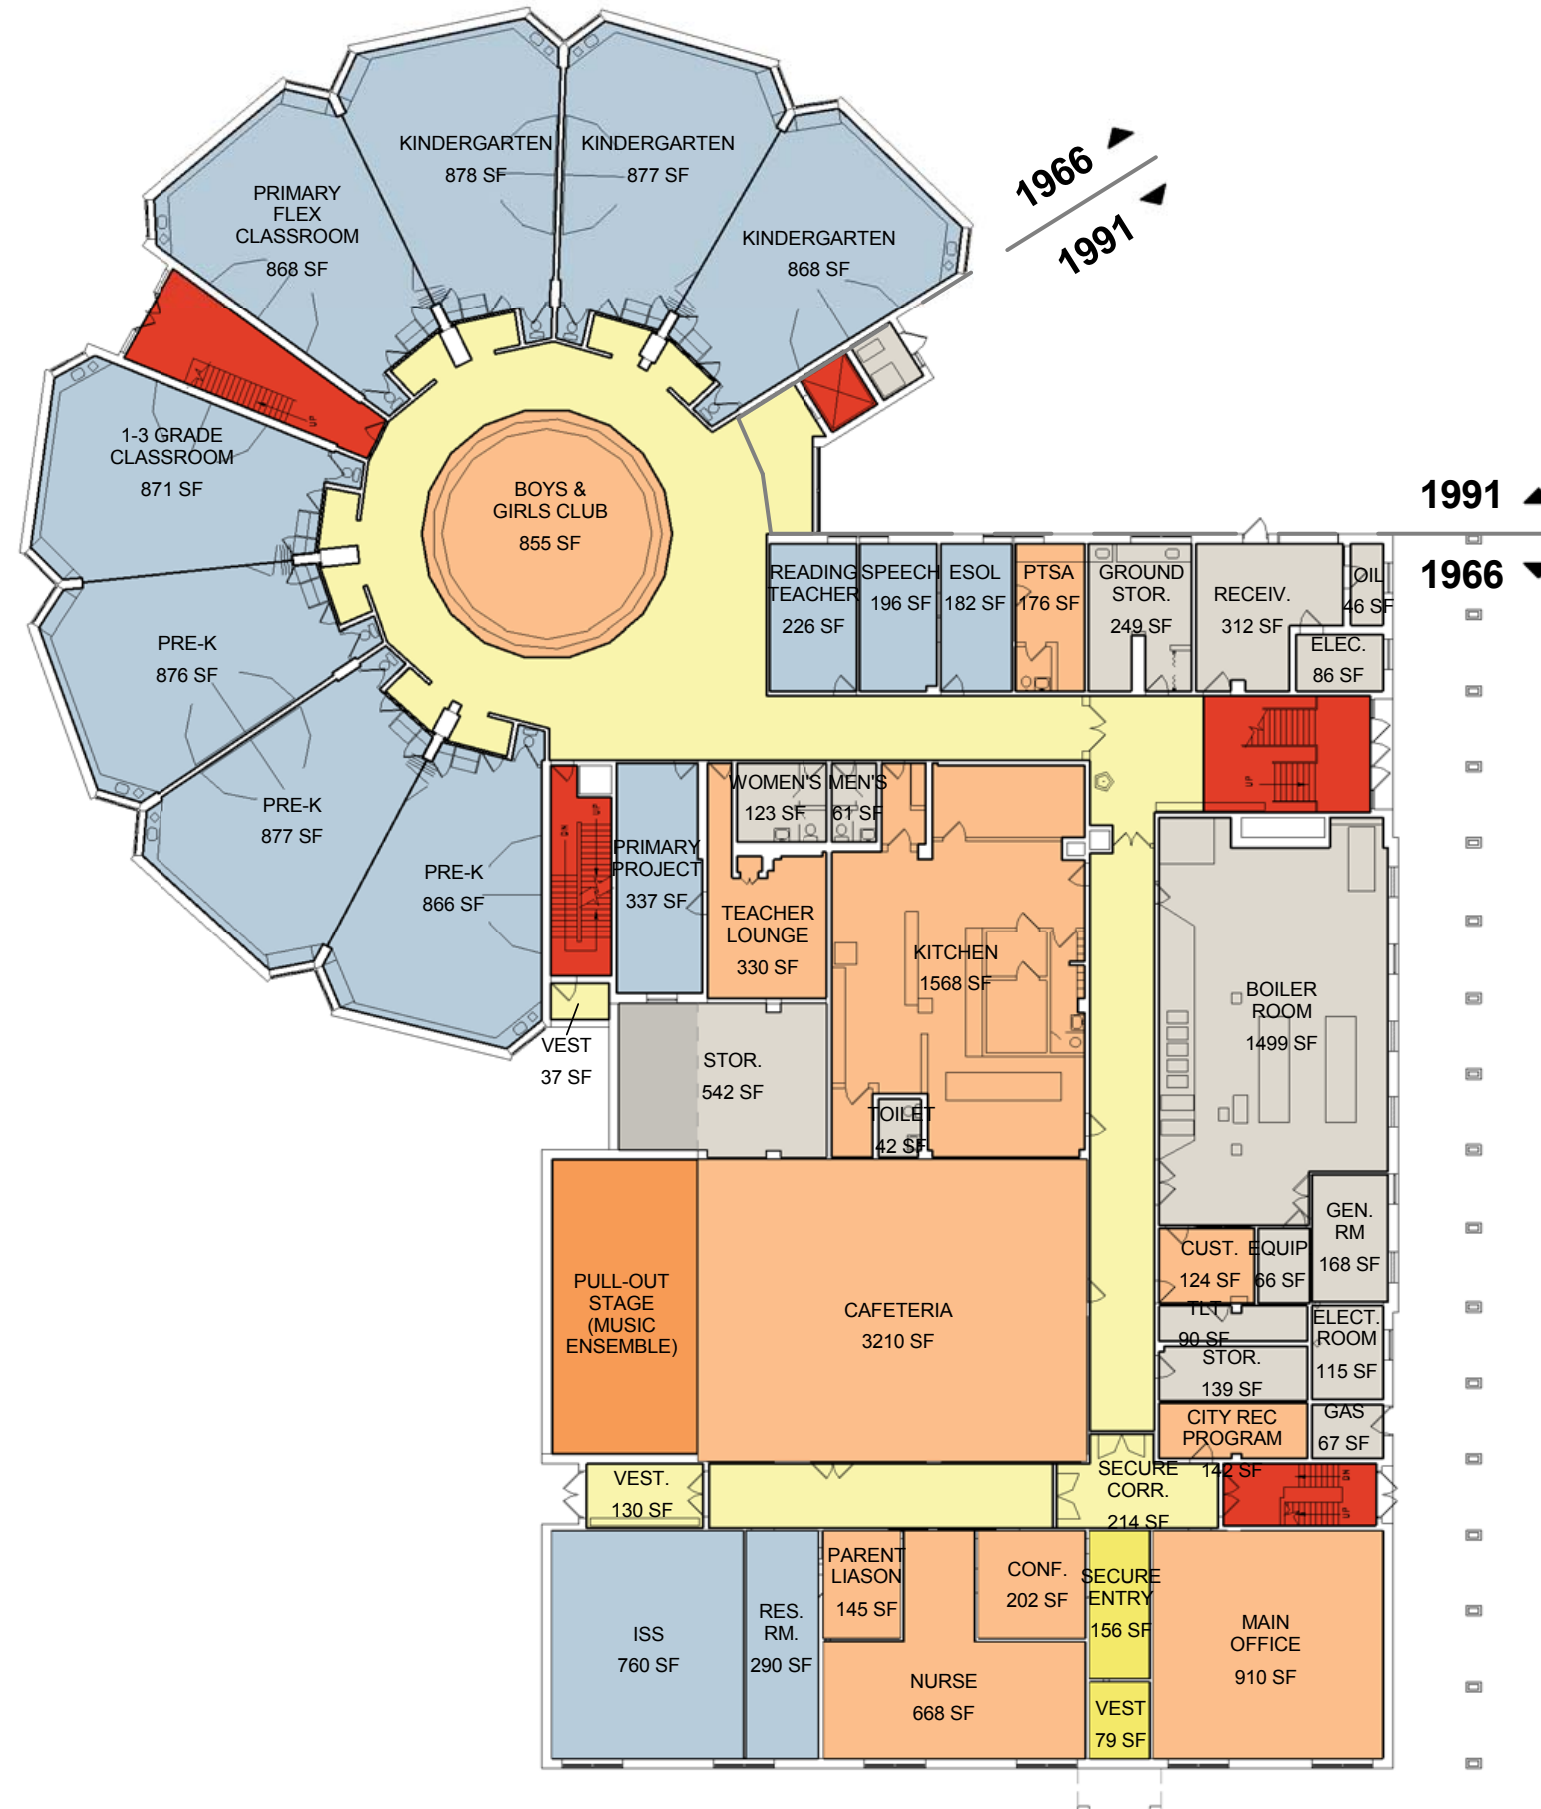 KINDERGARTEN
878 SF
KINDERGARTEN
877 SF
PRIMARY
FLEX
CLASSROOM
868 SF
KINDERGARTEN
868 SF
1966
1991
1-3 GRADE
CLASSROOM
871 SF
UP
BOYS &
GIRLS CLUB
855 SF
1991
1966
READING
TEACHER
226 SF
SPEECH
196 SF
ESOL
182 SF
PTSA
176 SF
GROUND
STOR.
249 SF
RECEIV.
312 SF
OIL
46 SF
ELEC.
86 SF
PRE-K
876 SF
UP
PRE-K
877 SF
PRE-K
866 SF
DN
UP
PRIMARY
PROJECT
337 SF
WOMEN'S
123 SF
MEN'S
61 SF
TEACHER
LOUNGE
330 SF
KITCHEN
1568 SF
BOILER
ROOM
1499 SF
VEST
37 SF
STOR.
542 SF
TOILET
42 SF
GEN.
RM
168 SF
CUST.
124 SF
EQUIP
66 SF
PULL-OUT
STAGE
(MUSIC
ENSEMBLE)
CAFETERIA
3210 SF
TLT
90 SF
ELECT.
ROOM
115 SF
STOR.
139 SF
CITY REC
PROGRAM
142 SF
GAS
67 SF
VEST.
130 SF
SECURE
CORR.
214 SF
DN
UP
ISS
760 SF
RES.
RM.
290 SF
PARENT
LIASON
145 SF
CONF.
202 SF
SECURE
ENTRY
156 SF
MAIN
OFFICE
910 SF
NURSE
668 SF
VEST
79 SF